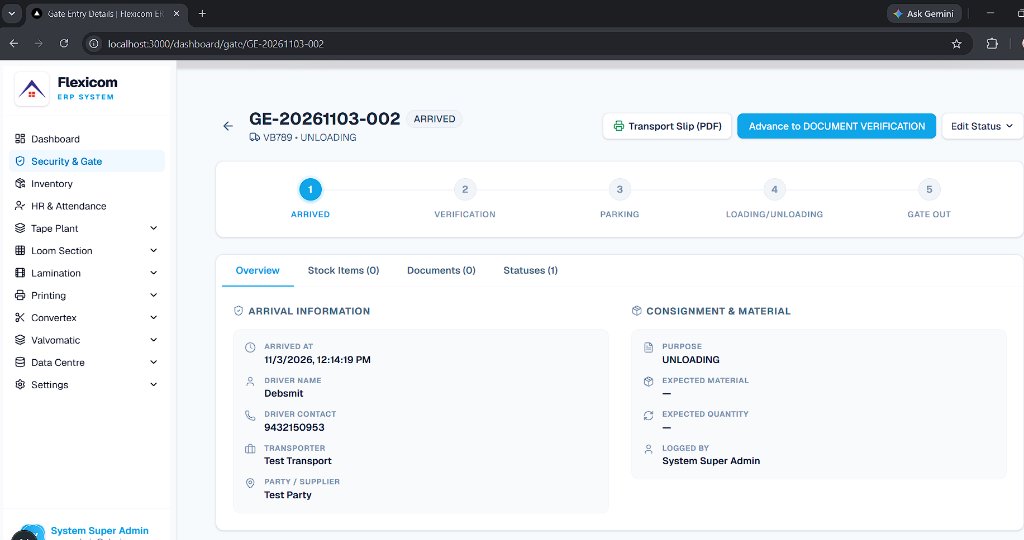 Gate Entry Details | Flexicom ER
Ask Gemini
localhost:3000/dashboard/gate/GE-20261103-002
Flexicom
ERP SYSTEM
Dashboard
Security & Gate
Inventory
HR & Attendance
Tape Plant
Loom Section
Lamination
Printing
Convertex
Valvomatic
Data Centre
Settings
System Super Admin
GE-20261103-002 ARRIVED
VB789 • UNLOADING
Transport Slip (PDF)
Advance to DOCUMENT VERIFICATION
Edit Status
1
ARRIVED
2
VERIFICATION
3
PARKING
4
LOADING/UNLOADING
5
GATE OUT
Overview
Stock Items (0)
Documents (0)
Statuses (1)
ARRIVAL INFORMATION
ARRIVED AT
11/3/2026, 12:14:19 PM
DRIVER NAME
Debsmit
DRIVER CONTACT
9432150953
TRANSPORTER
Test Transport
PARTY / SUPPLIER
Test Party
CONSIGNMENT & MATERIAL
PURPOSE
UNLOADING
EXPECTED MATERIAL
—
EXPECTED QUANTITY
—
LOGGED BY
System Super Admin